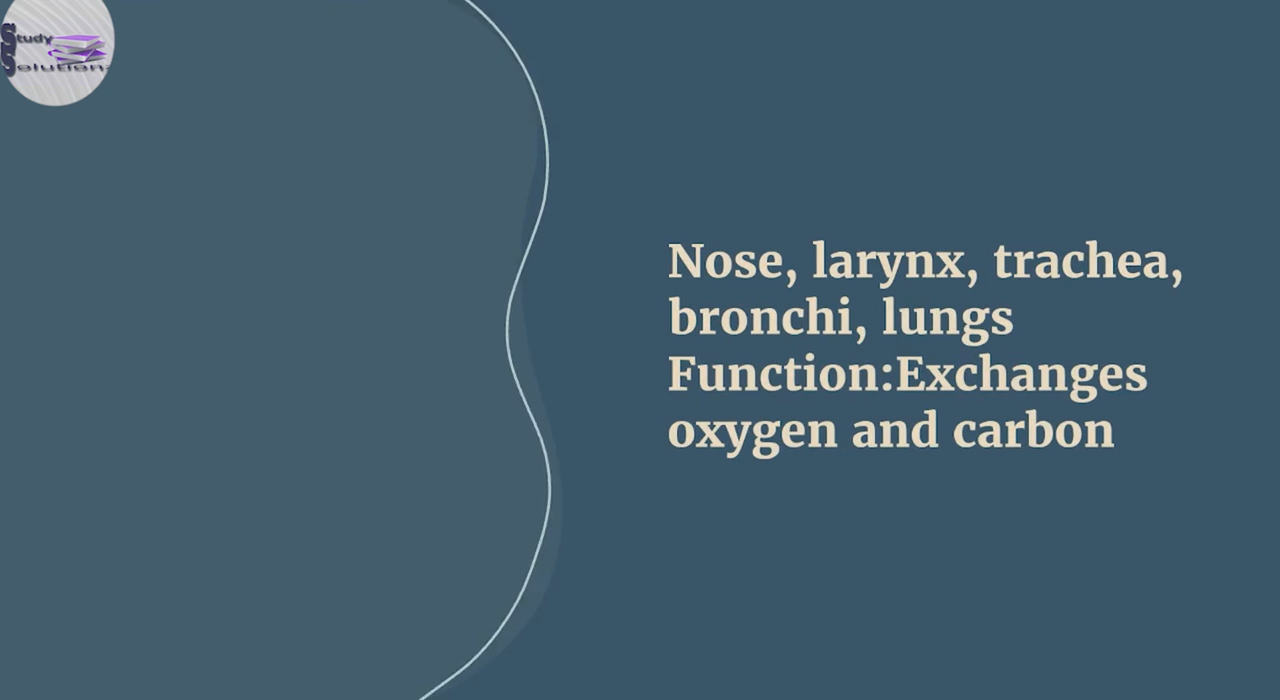 Study
Solutions
Nose, larynx, trachea,
bronchi, lungs
Function:Exchanges
oxygen and carbon